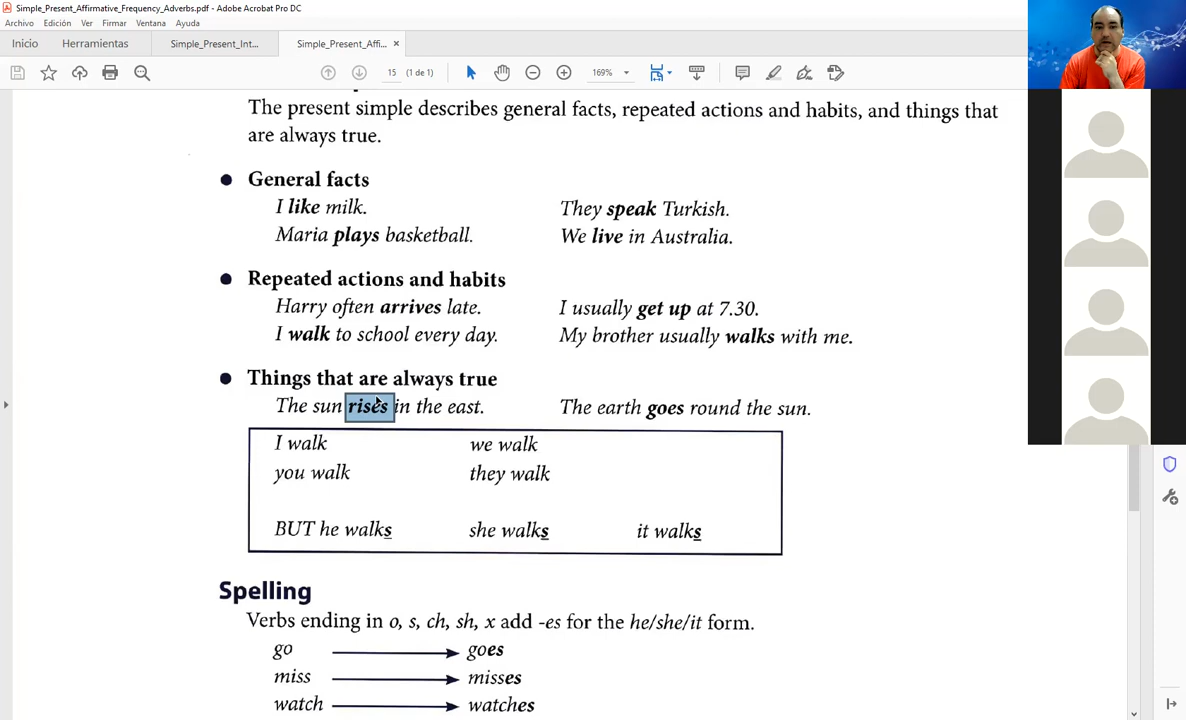 Simple_Present_Affirmative_Frequency_Adverbs.pdf - Adobe Acrobat Pro DC
Archivo Edición Ver Firmar Ventana Ayuda
Inicio Herramientas Simple_Present_Int... Simple_Present_Affi... ×
15 (1 de 1) 169%
The present simple describes general facts, repeated actions and habits, and things that
are always true.
● General facts
I like milk. They speak Turkish.
Maria plays basketball. We live in Australia.
● Repeated actions and habits
Harry often arrives late. I usually get up at 7.30.
I walk to school every day. My brother usually walks with me.
● Things that are always true
The sun rises in the east. The earth goes round the sun.
I walk we walk
you walk they walk
BUT he walks she walks it walks
Spelling
Verbs ending in o, s, ch, sh, x add -es for the he/she/it form.
go goes
miss misses
watch watches